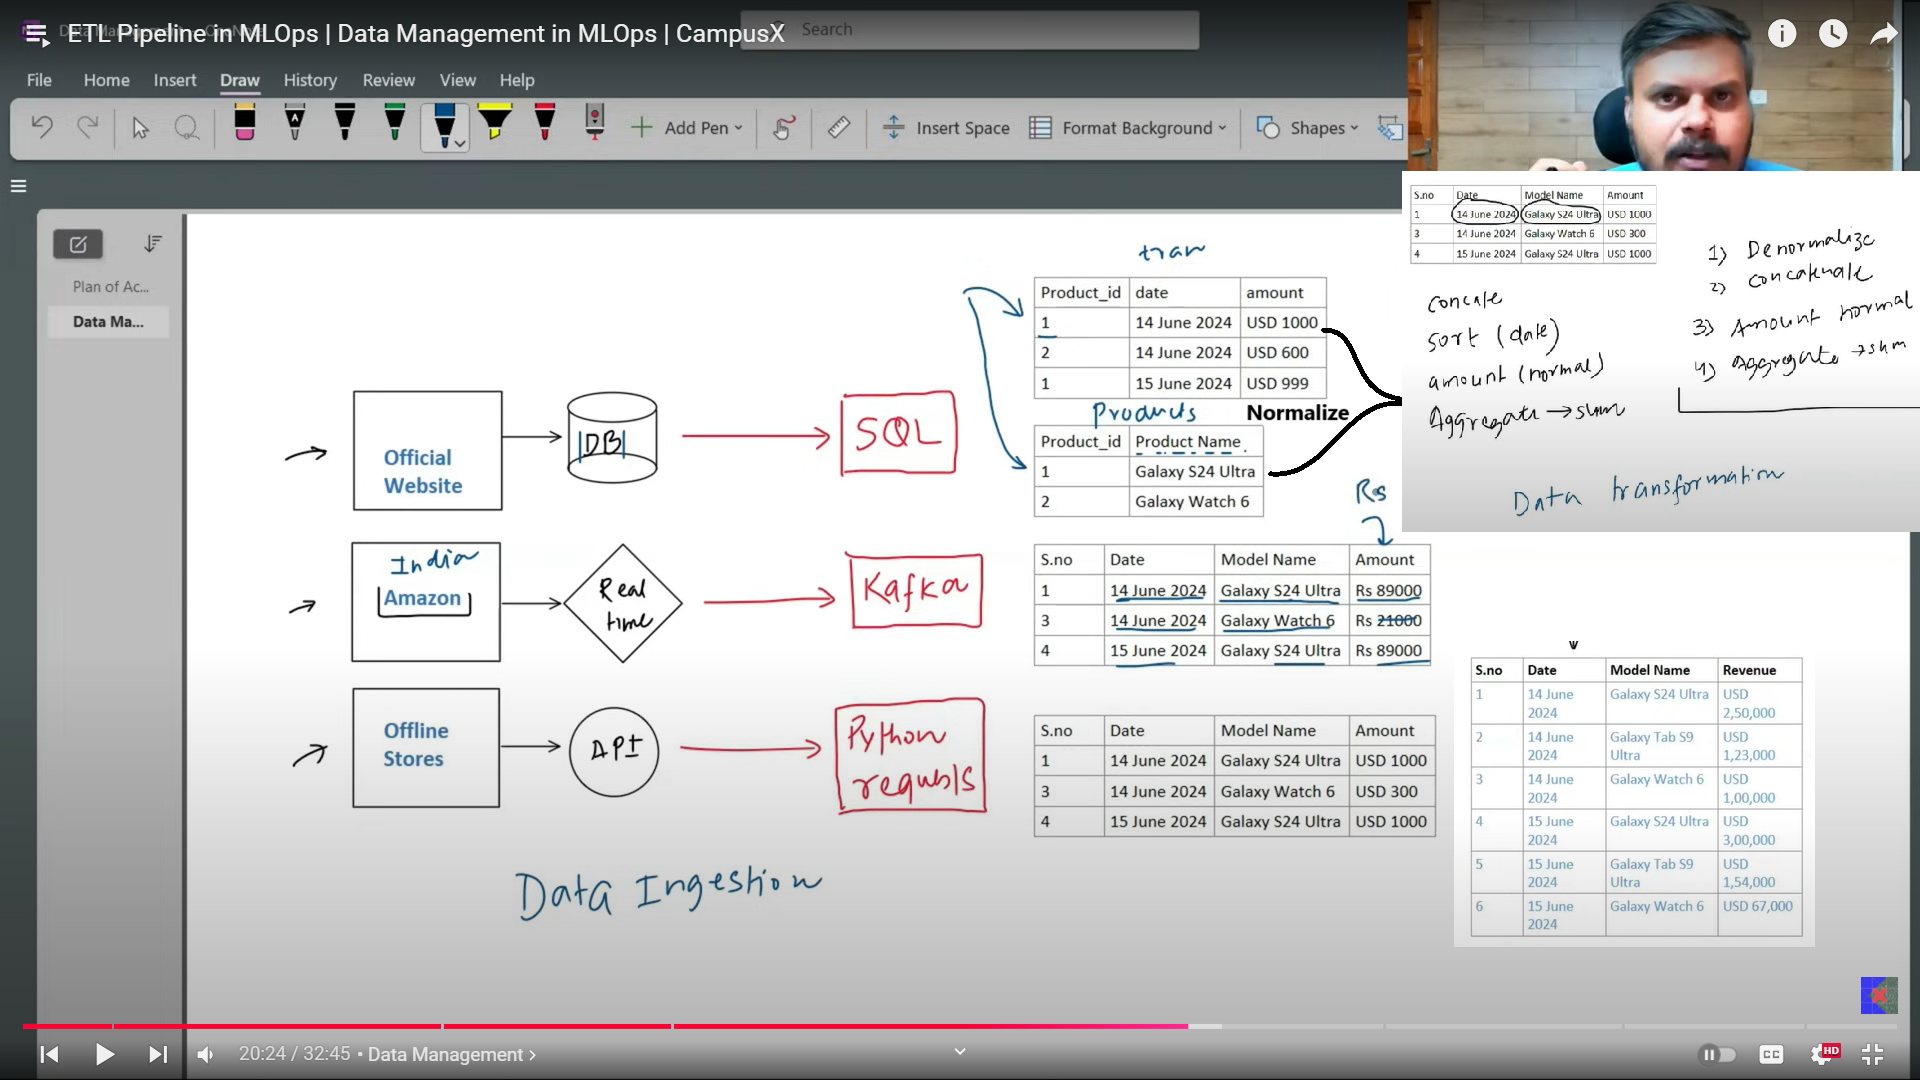 ETL Pipeline in MLOps | Data Management in MLOps | CampusX
Search
File Home Insert Draw History Review View Help
Add Pen Insert Space Format Background Shapes
Plan of Ac...
Data Ma...
Official
Website
DB
SQL
India
Amazon
Real
time
Kafka
Offline
Stores
API
Python
Data Ingestion
tran
Product_id date amount
1 14 June 2024 USD 1000
2 14 June 2024 USD 600
1 15 June 2024 USD 999
Products
Normalize
Product_id Product Name
1 Galaxy S24 Ultra
2 Galaxy Watch 6
Rs
S.no Date Model Name Amount
1 14 June 2024 Galaxy S24 Ultra Rs 89000
3 14 June 2024 Galaxy Watch 6 Rs 21000
4 15 June 2024 Galaxy S24 Ultra Rs 89000
S.no Date Model Name Amount
1 14 June 2024 Galaxy S24 Ultra USD 1000
3 14 June 2024 Galaxy Watch 6 USD 300
4 15 June 2024 Galaxy S24 Ultra USD 1000
S.no Date Model Name Amount
1 14 June 2024 Galaxy S24 Ultra USD 1000
3 14 June 2024 Galaxy Watch 6 USD 300
4 15 June 2024 Galaxy S24 Ultra USD 1000
sort (date)
amount (normal)
Aggregate → sum
1) Denormalize
2) concatenate
3) Amount normal
4) Aggregate → sum
Data transformation
S.no Date Model Name Revenue
1 14 June 2024 Galaxy S24 Ultra USD 2,50,000
2 14 June 2024 Galaxy Tab S9 Ultra USD 1,23,000
3 14 June 2024 Galaxy Watch 6 USD 1,00,000
4 15 June 2024 Galaxy S24 Ultra USD 3,00,000
5 15 June 2024 Galaxy Tab S9 Ultra USD 1,54,000
6 15 June 2024 Galaxy Watch 6 USD 67,000
20:24 / 32:45 • Data Management
CC
HD